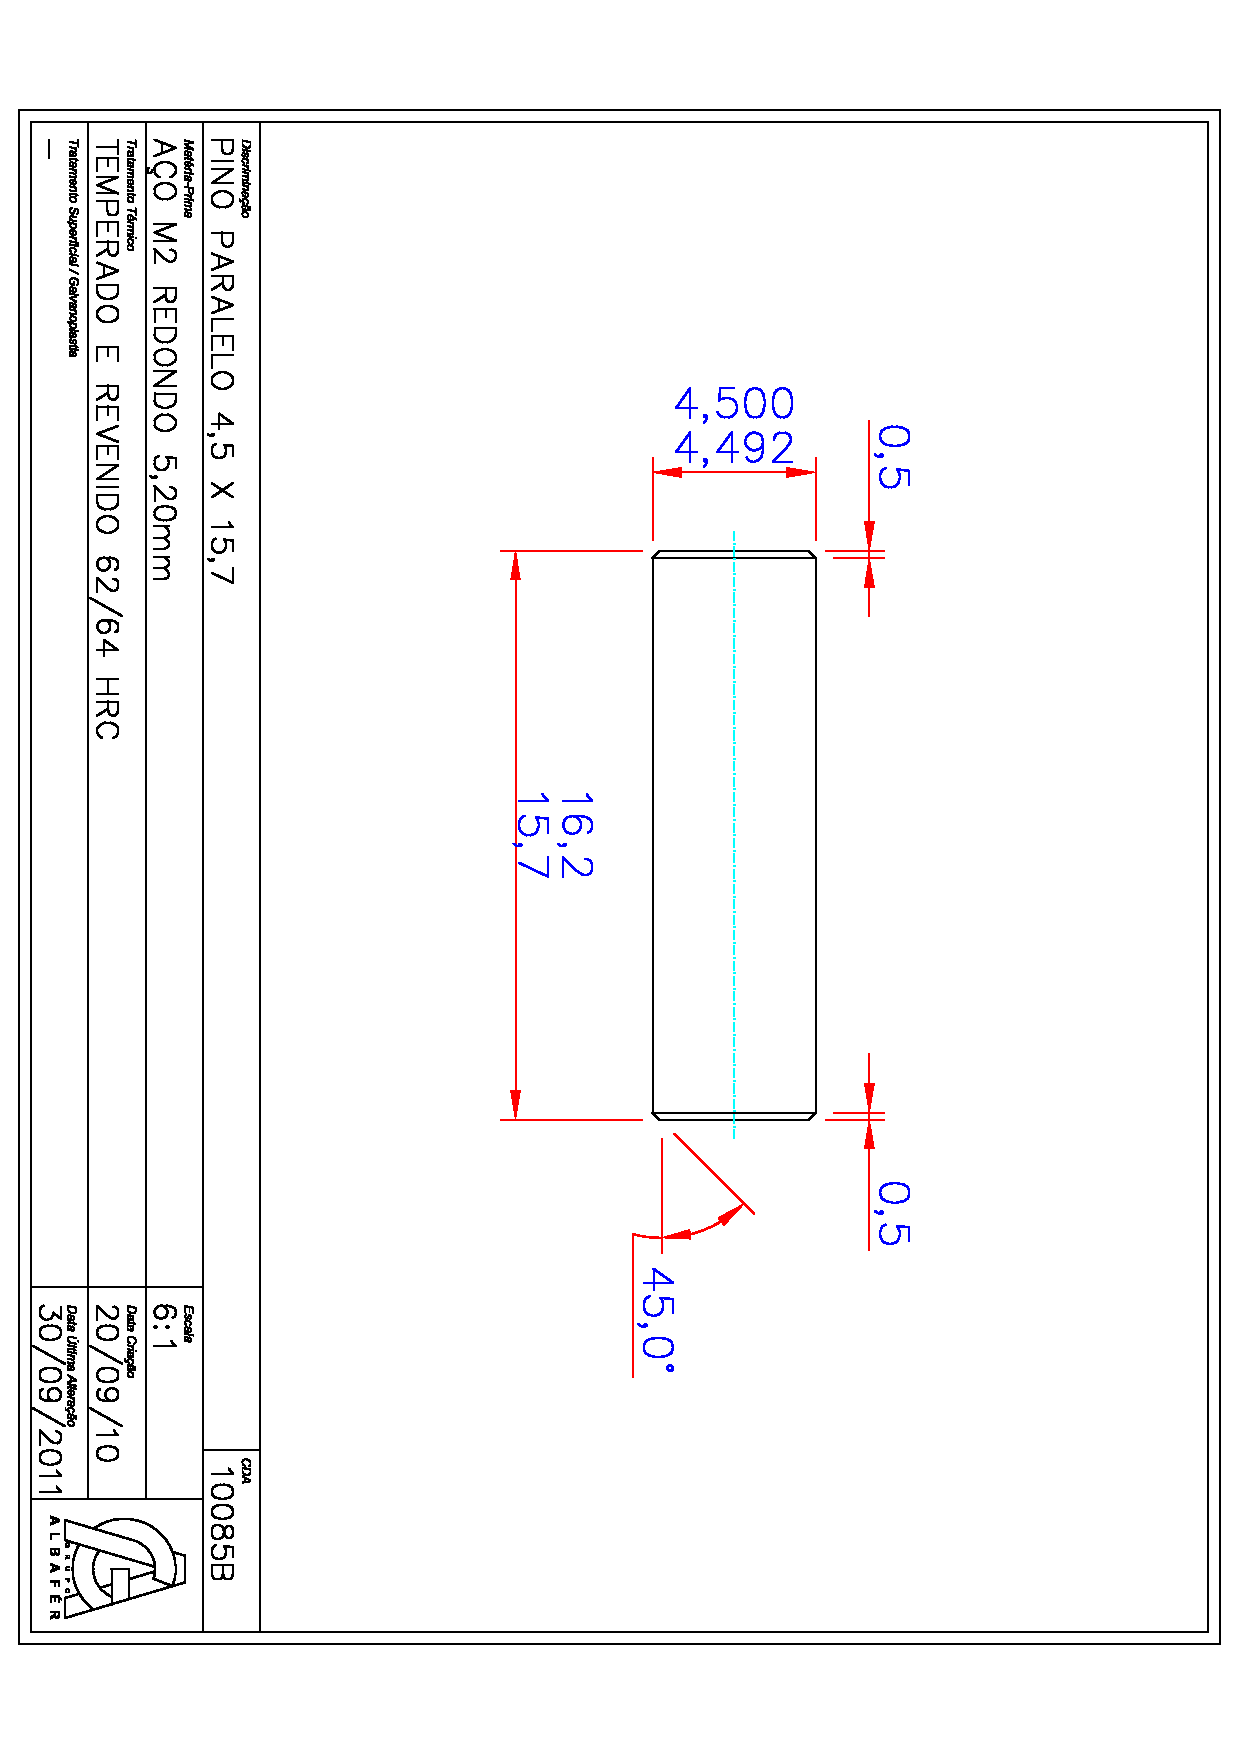 0,5
0,5
4,500
4,492
16,2
15,7
45,0°
Discriminação
PINO PARALELO 4,5 X 15,7
CDA
10085B
Matéria-Prima
AÇO M2 REDONDO 5,20mm
Escala
6:1
Tratamento Térmico
TEMPERADO E REVENIDO 62/64 HRC
Data Criação
20/09/10
Tratamento Superficial / Galvanoplastia
—
Data Última Alteração
30/09/2011
GRUPO
ALBAFÉR